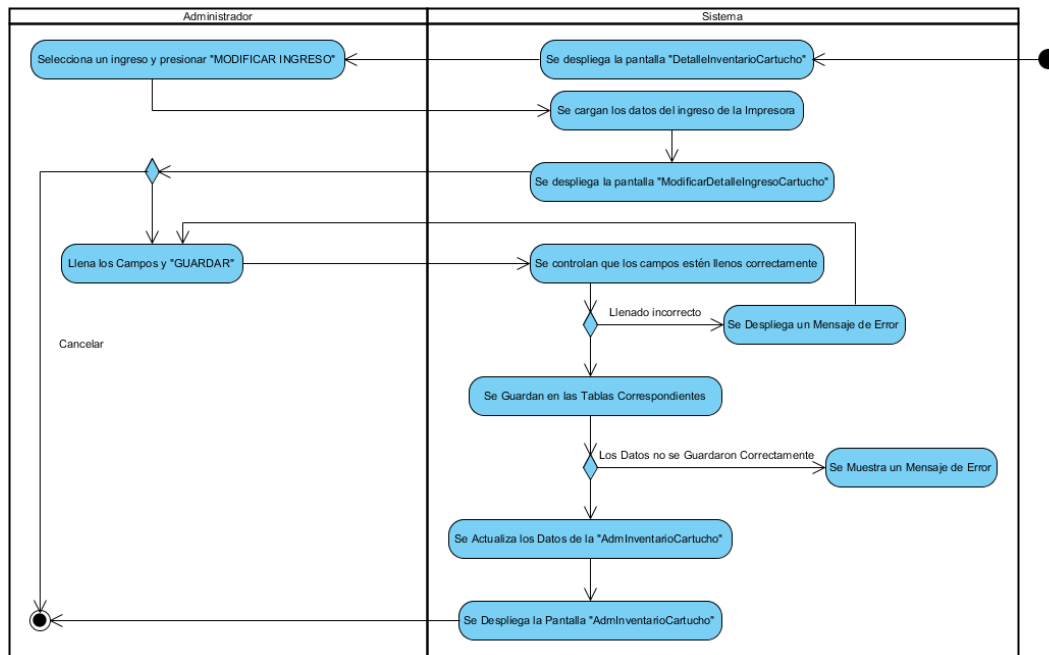 Administrador
Sistema
Selecciona un ingreso y presionar "MODIFICAR INGRESO"
Se despliega la pantalla "DetalleInventarioCartucho"
Se cargan los datos del ingreso de la Impresora
Se despliega la pantalla "ModificarDetalleIngresoCartucho"
Llena los Campos y "GUARDAR"
Se controlan que los campos estén llenos correctamente
Llenado incorrecto
Se Despliega un Mensaje de Error
Cancelar
Se Guardan en las Tablas Correspondientes
Los Datos no se Guardaron Correctamente
Se Muestra un Mensaje de Error
Se Actualiza los Datos de la "AdmInventarioCartucho"
Se Despliega la Pantalla "AdmInventarioCartucho"